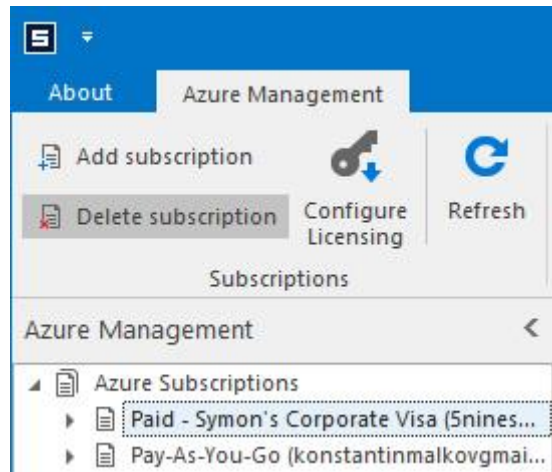 S
About
Azure Management
Add subscription
Delete subscription
Configure
Licensing
Refresh
Subscriptions
Azure Management
Azure Subscriptions
Paid - Symon's Corporate Visa (5nines...
Pay-As-You-Go (konstantinmalkovgmai...